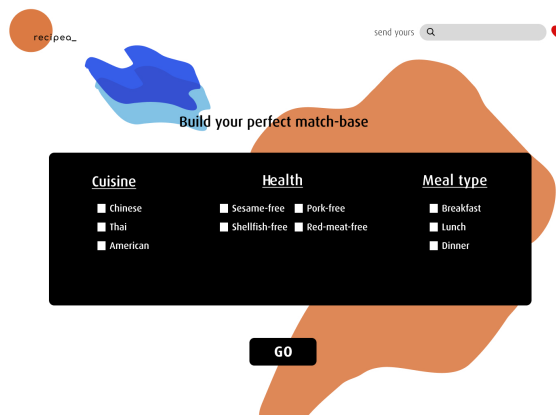 recipea_
send yours
Build your perfect match-base
Cuisine
Chinese
Thai
American
Health
Sesame-free Pork-free
Shellfish-free Red-meat-free
Meal type
Breakfast
Lunch
Dinner
GO